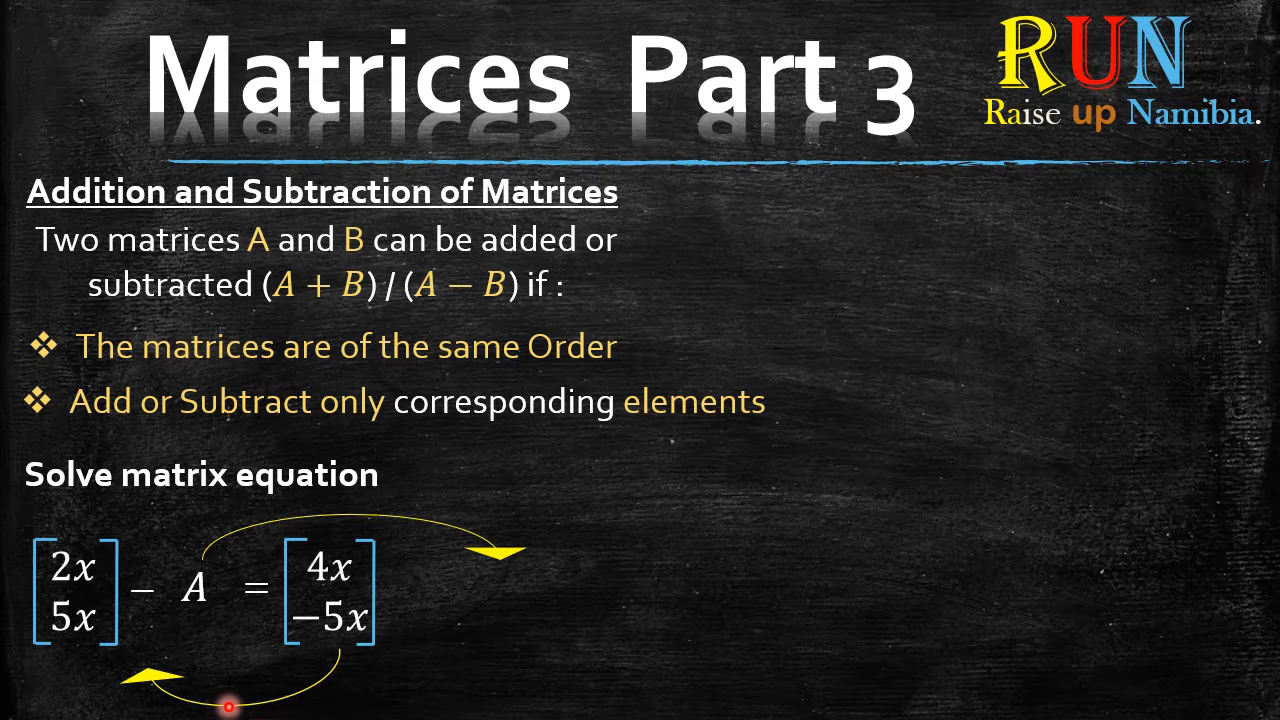 Matrices Part 3
RUN
Raise up Namibia.
Addition and Subtraction of Matrices
Two matrices A and B can be added or
subtracted (A + B) / (A − B) if :
❖ The matrices are of the same Order
❖ Add or Subtract only corresponding elements
Solve matrix equation
[2x 5x] − A = [4x −5x]